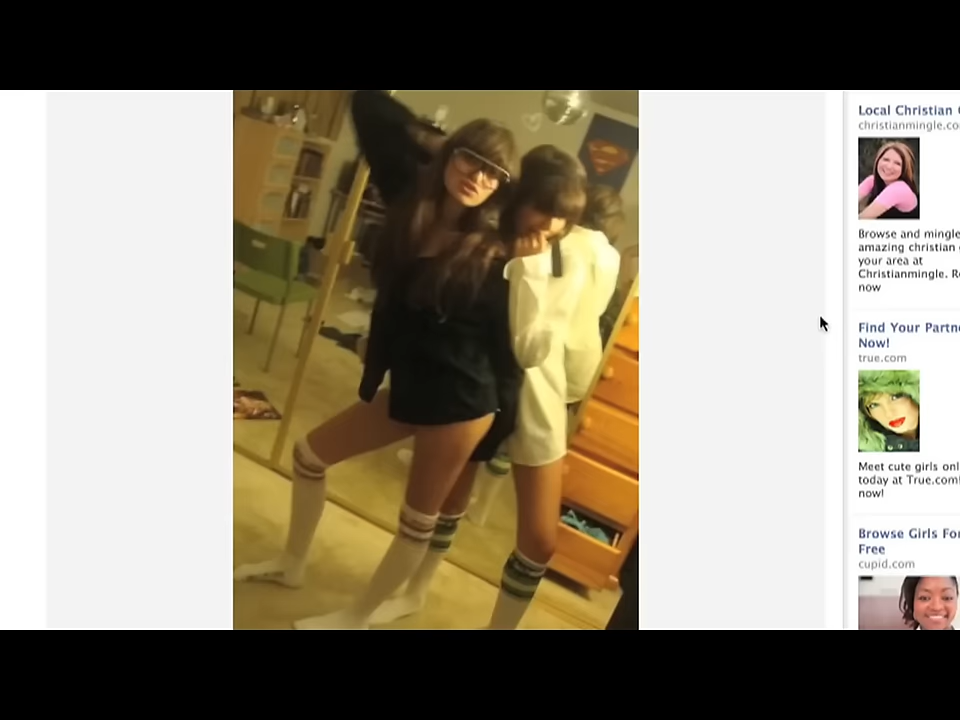 Local Christian
christianmingle.co
Browse and mingle
amazing christian
your area at
Christianmingle. R
now
Find Your Partn
Now!
true.com
Meet cute girls onl
today at True.com!
now!
Browse Girls For
Free
cupid.com